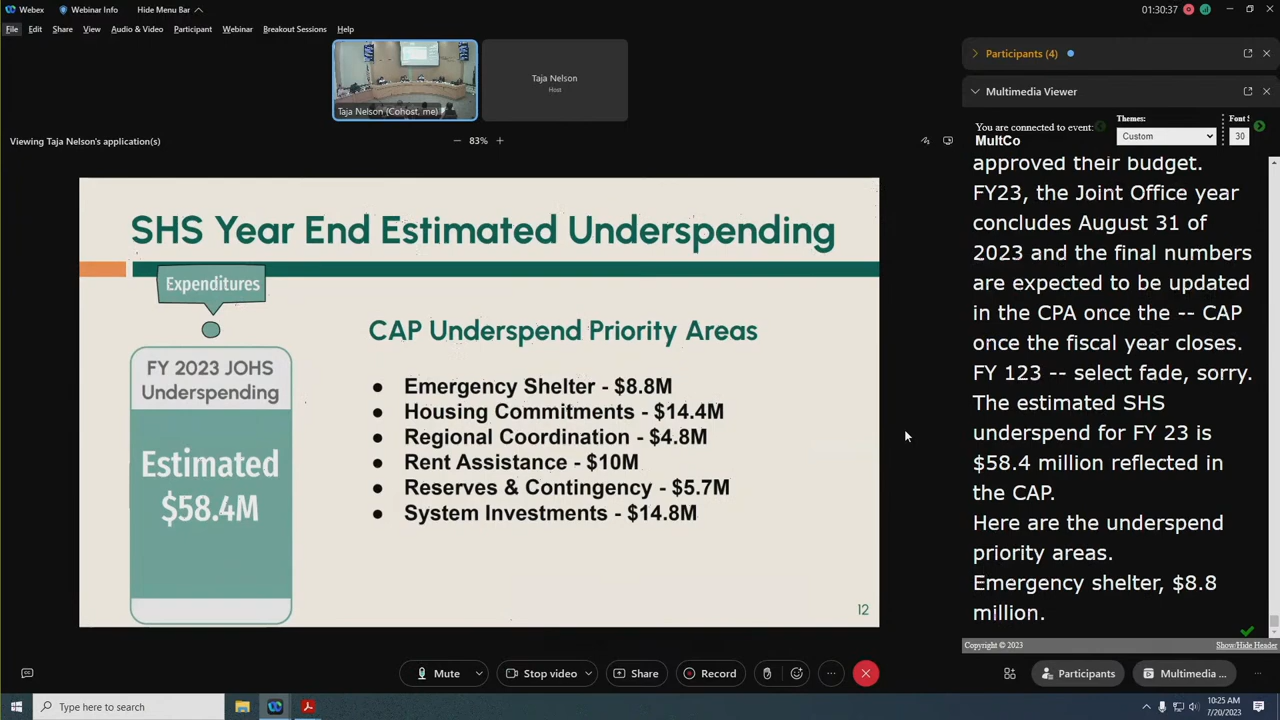 Webex
Webinar Info
Hide Menu Bar
01:30:37
File Edit Share View Audio & Video Participant Webinar Breakout Sessions Help
Taja Nelson (Cohost, me)
Taja Nelson
Host
Viewing Taja Nelson's application(s)
83%
SHS Year End Estimated Underspending
Expenditures
FY 2023 JOHS
Underspending
Estimated
$58.4M
CAP Underspend Priority Areas
● Emergency Shelter - $8.8M
● Housing Commitments - $14.4M
● Regional Coordination - $4.8M
● Rent Assistance - $10M
● Reserves & Contingency - $5.7M
● System Investments - $14.8M
12
Participants (4)
Multimedia Viewer
You are connected to event:
MultCo
Themes:
Custom
Font S
30
approved their budget.
FY23, the Joint Office year
concludes August 31 of
2023 and the final numbers
are expected to be updated
in the CPA once the -- CAP
once the fiscal year closes.
FY 123 -- select fade, sorry.
The estimated SHS
underspend for FY 23 is
$58.4 million reflected in
the CAP.
Here are the underspend
priority areas.
Emergency shelter, $8.8
million.
Copyright © 2023
Show/Hide Header
Mute
Stop video
Share
Record
Participants
Multimedia ...
Type here to search
10:25 AM
7/20/2023